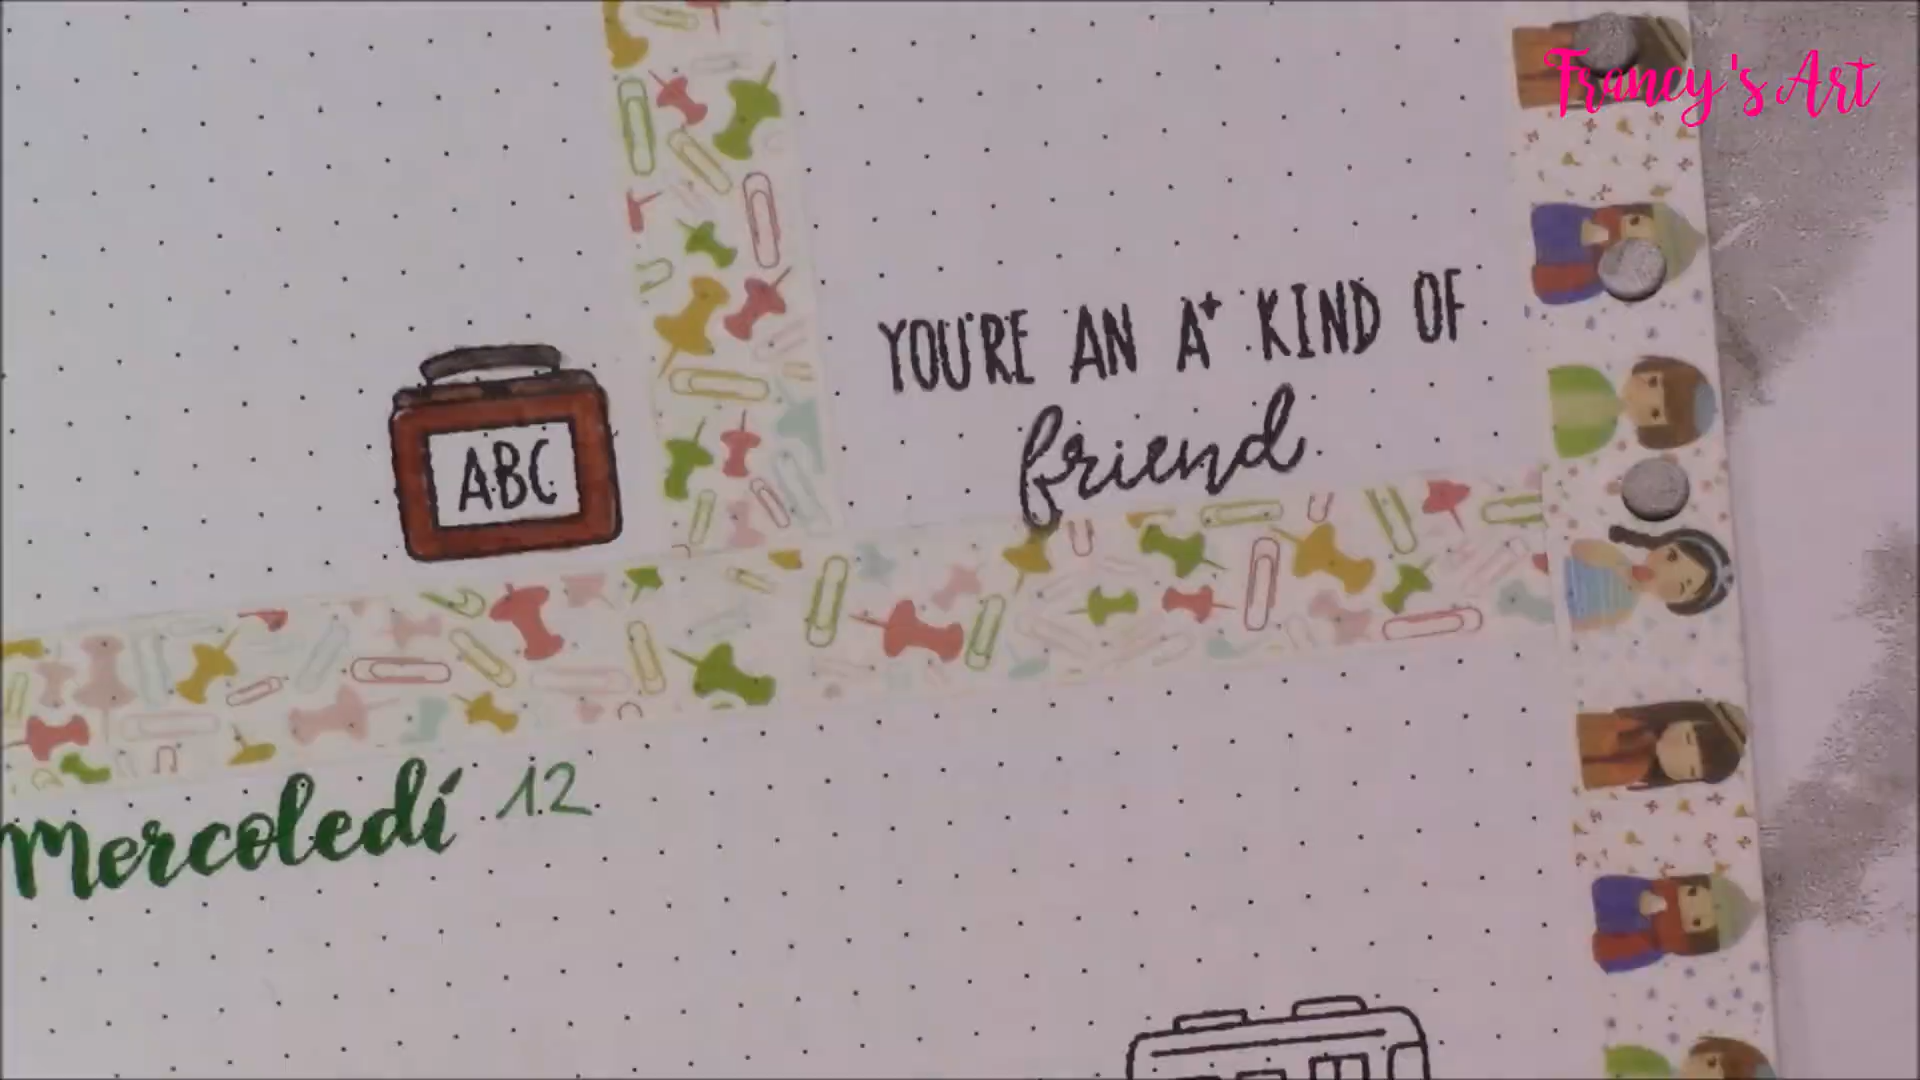 Francy's Art
YOU'RE AN A+ KIND OF
friend
ABC
Mercoledí 12